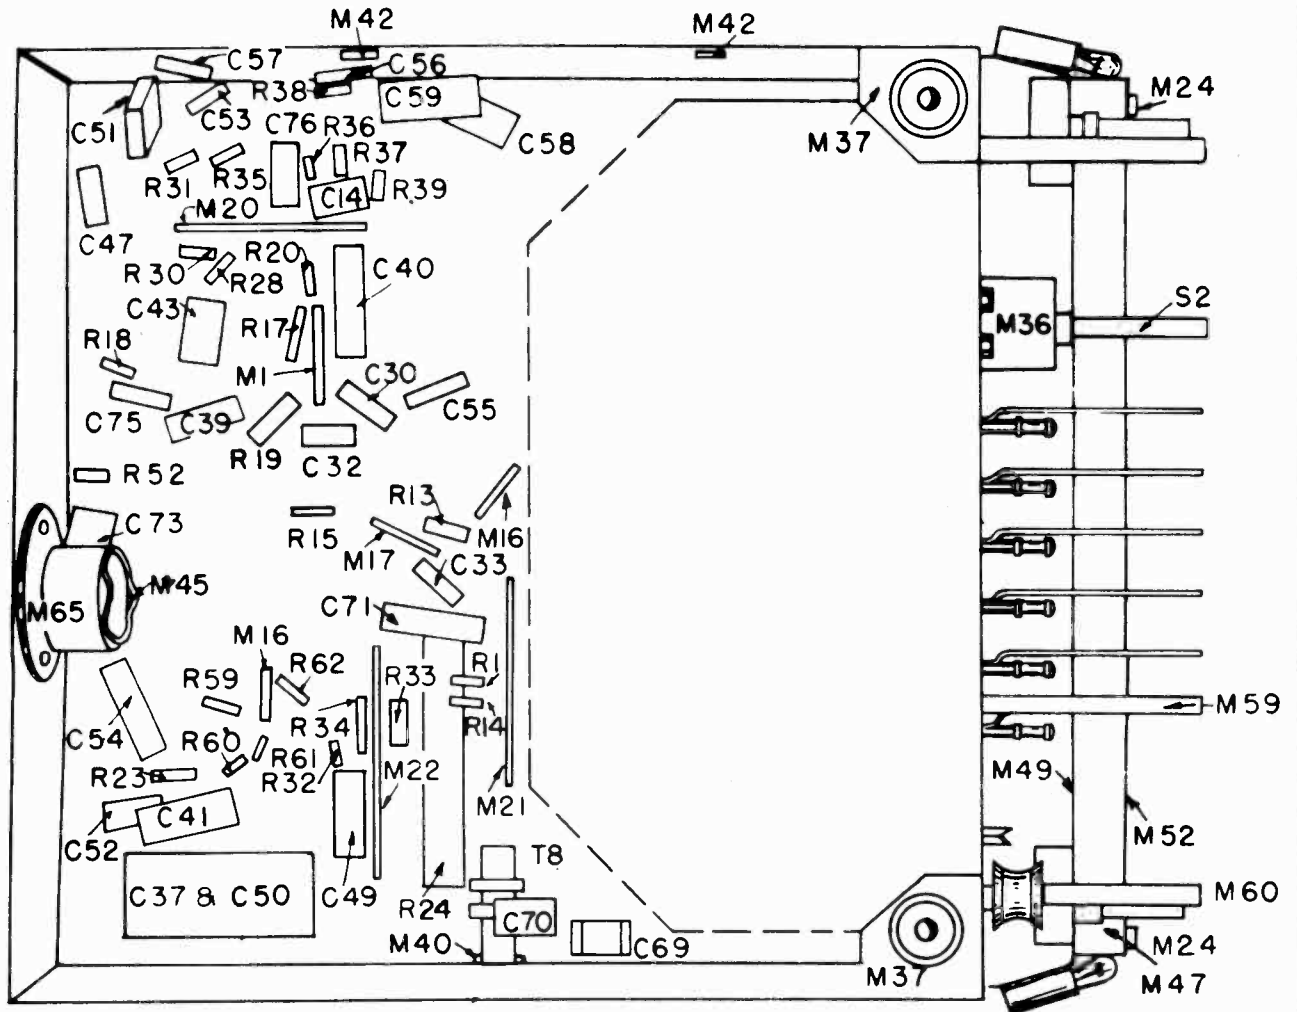 M42
M42
C57
C56
R38
C59
M24
C51
C53
C76
R36
R37
C58
M37
R31
R35
C14
R39
M20
C47
R20
C40
R30
R28
S2
C43
R17
M36
R18
M1
C30
C75
C39
C55
R19
C32
R52
R13
C73
R15
M17
M16
C33
M45
M65
C71
M16
R62
R1
R59
R33
M59
R34
R14
C54
R60
R61
R23
R32
M22
M49
M21
C41
M52
C52
T8
C37 & C50
C49
M60
R24
C70
M40
C69
M24
M37
M47